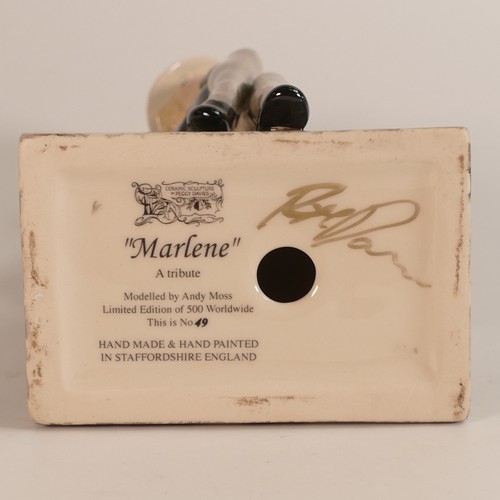 CERAMIC SCULPTURE
by PEGGY DAVIES
"Marlene"
A tribute
Modelled by Andy Moss
Limited Edition of 500 Worldwide
This is No 49
HAND MADE & HAND PAINTED
IN STAFFORDSHIRE ENGLAND